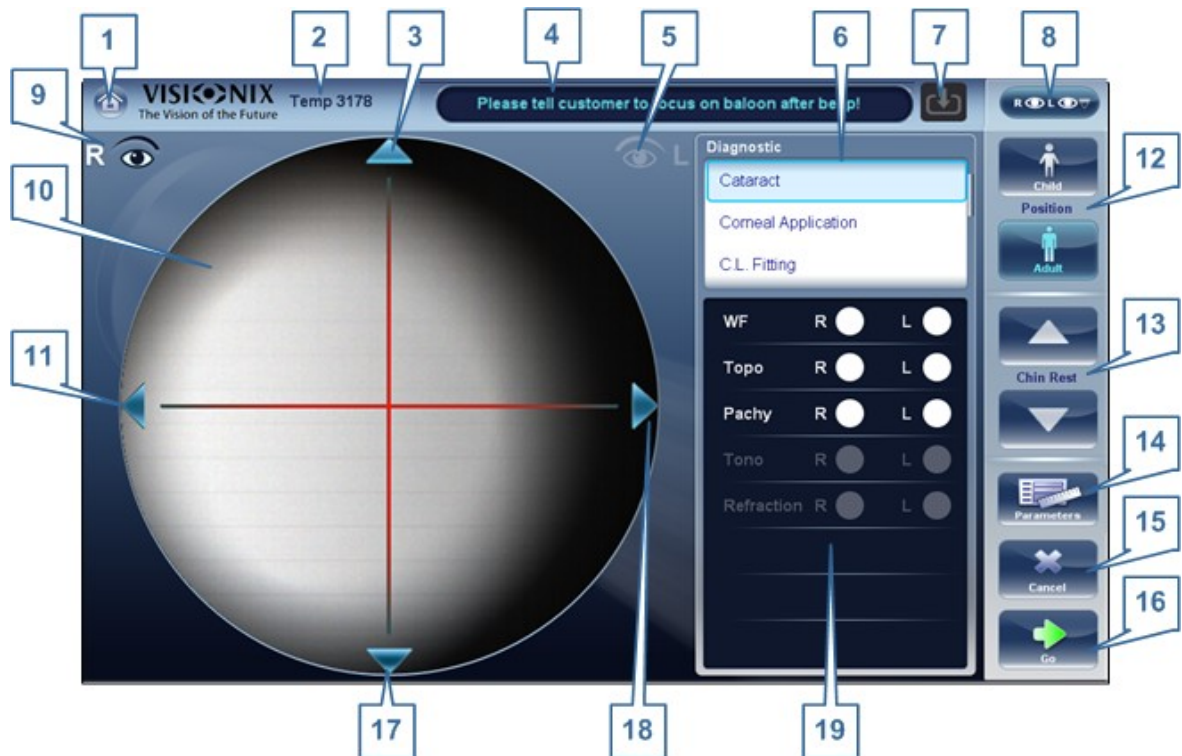 1
2
3
4
5
6
7
8
9
VISIONIX
The Vision of the Future
Temp 3178
Please tell customer to focus on baloon after beep!
R L
R
L
Diagnostic
Cataract
Corneal Application
C.L. Fitting
Child
Position
Adult
12
10
WF R L
Topo R L
Pachy R L
Tono R L
Refraction R L
Chin Rest
13
11
Parameters
14
Cancel
15
Go
16
17
18
19